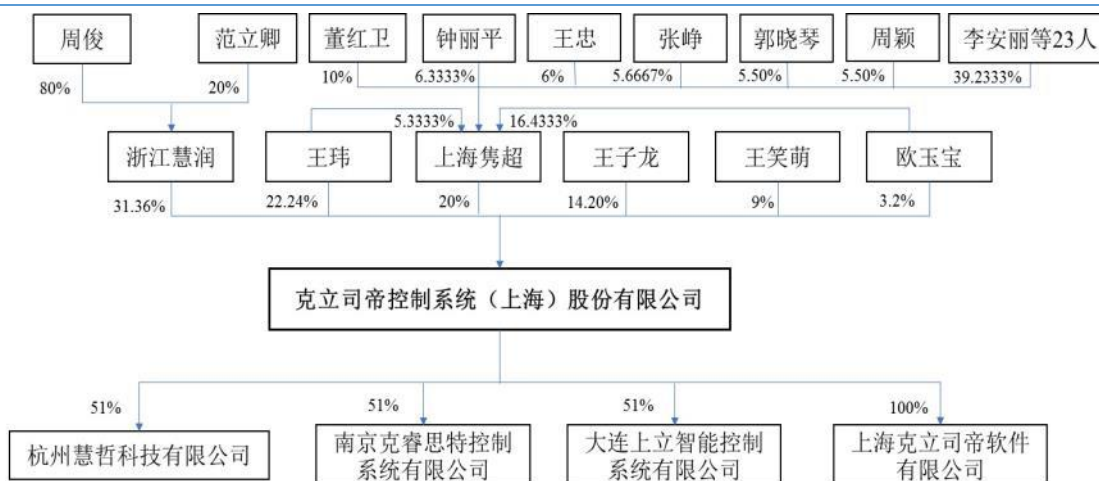 周俊
范立卿
董红卫
钟丽平
王忠
张峥
郭晓琴
周颖
李安丽等23人
80%
20%
10%
6.3333%
6%
5.6667%
5.50%
5.50%
39.2333%
5.3333%
16.4333%
浙江慧润
王玮
上海隽超
王子龙
王笑萌
欧玉宝
31.36%
22.24%
20%
14.20%
9%
3.2%
克立司帝控制系统（上海）股份有限公司
51%
51%
51%
100%
杭州慧哲科技有限公司
南京克睿思特控制
系统有限公司
大连上立智能控制
系统有限公司
上海克立司帝软件
有限公司